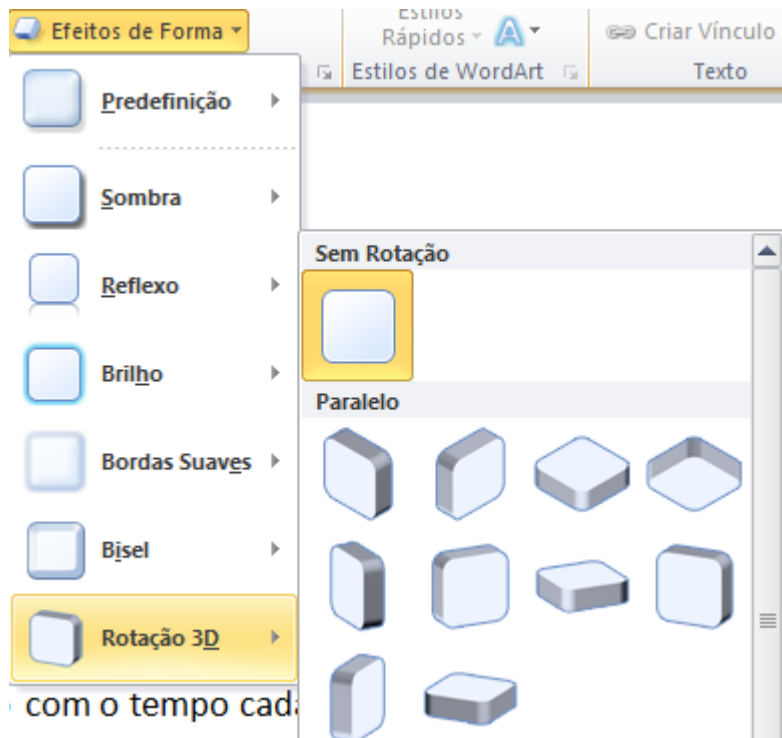 Efeitos de Forma
Estilos
Rápidos
Criar Vínculo
Estilos de WordArt
Texto
Predefinição
Sombra
Reflexo
Brilho
Bordas Suaves
Bisel
Rotação 3D
Sem Rotação
Paralelo
com o tempo cada